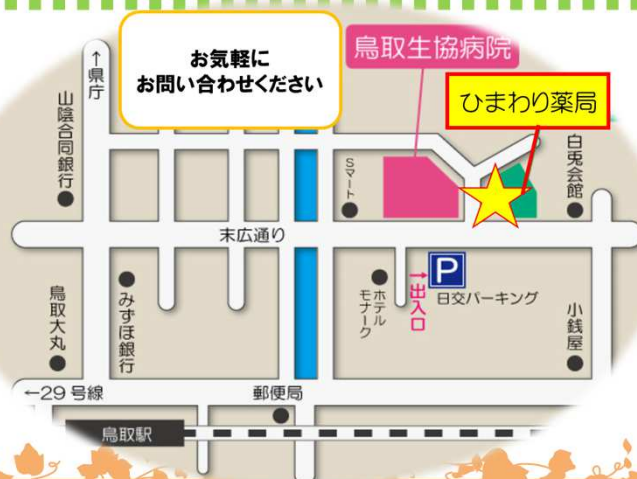 お気軽に
お問い合わせください
鳥取生協病院
ひまわり薬局
↑県庁
山陰合同銀行
Sマート
白兎会館
末広通り
P
日交パーキング
↑出入口
ホテル
モナーク
鳥取大丸
みずほ銀行
小銭屋
←29号線
郵便局
鳥取駅